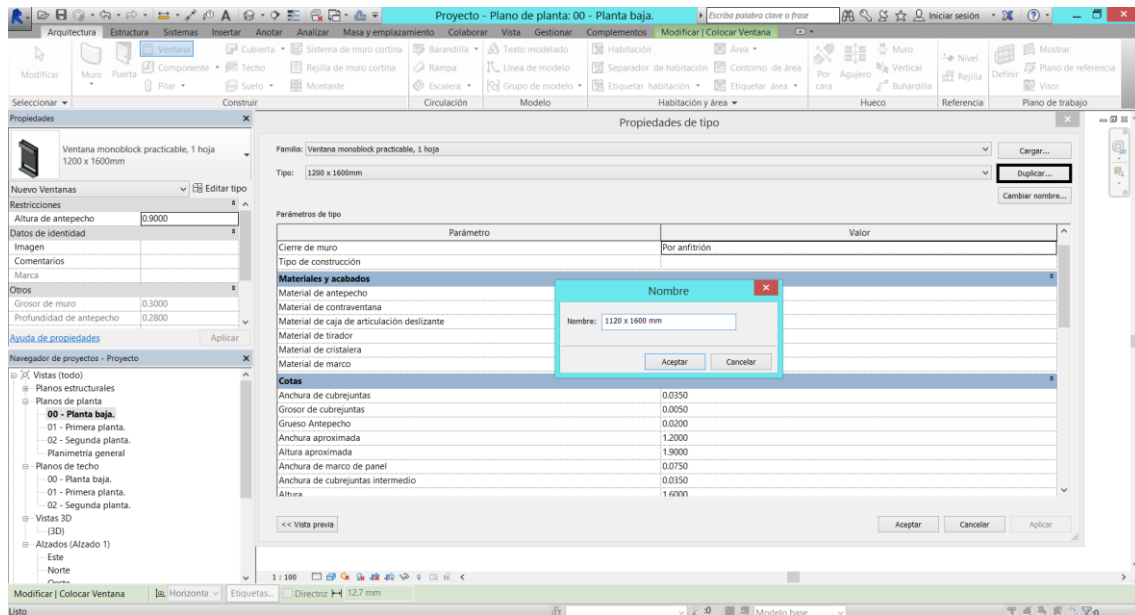 Proyecto - Plano de planta: 00 - Planta baja.
Escriba palabra clave o frase
Iniciar sesión
Arquitectura Estructura Sistemas Insertar Anotar Analizar Masa y emplazamiento Colaborar Vista Gestionar Complementos Modificar | Colocar Ventana
Modificar
Muro
Puerta
Ventana
Componente
Pilar
Cubierta
Techo
Suelo
Sistema de muro cortina
Rejilla de muro cortina
Montante
Barandilla
Rampa
Escalera
Texto modelado
Línea de modelo
Grupo de modelo
Habitación
Separador de habitación
Etiquetar habitación
Área
Contorno de área
Etiquetar área
Por cara
Agujero
Muro
Vertical
Buhardilla
Nivel
Rejilla
Definir
Mostrar
Plano de referencia
Visor
Seleccionar Construir Circulación Modelo Habitación y área Hueco Referencia Plano de trabajo
Propiedades
Ventana monoblock practicable, 1 hoja
1200 x 1600mm
Nuevo Ventanas Editar tipo
Restricciones
Altura de antepecho 0.9000
Datos de identidad
Imagen
Comentarios
Marca
Otros
Grosor de muro 0.3000
Profundidad de antepecho 0.2800
Ayuda de propiedades Aplicar
Navegador de proyectos - Proyecto
Vistas (todo)
Planos estructurales
Planos de planta
00 - Planta baja.
01 - Primera planta.
02 - Segunda planta.
Planimetría general
Planos de techo
00 - Planta baja.
01 - Primera planta.
02 - Segunda planta.
Vistas 3D
{3D}
Alzados (Alzado 1)
Este
Norte
Oeste
Propiedades de tipo
Familia: Ventana monoblock practicable, 1 hoja Cargar...
Tipo: 1200 x 1600mm Duplicar...
Cambiar nombre...
Parámetros de tipo
Parámetro Valor
Cierre de muro Por anfitrión
Tipo de construcción
Materiales y acabados
Material de antepecho
Material de contraventana
Material de caja de articulación deslizante
Material de tirador
Material de cristalera
Material de marco
Cotas
Anchura de cubrejuntas 0.0350
Grosor de cubrejuntas 0.0050
Grueso Antepecho 0.0200
Anchura aproximada 1.2000
Altura aproximada 1.9000
Anchura de marco de panel 0.0750
Anchura de cubrejuntas intermedio 0.0350
Altura 1.6000
<< Vista previa Aceptar Cancelar Aplicar
Nombre
Nombre: 1120 x 1600 mm
Aceptar Cancelar
1 : 100
Modificar | Colocar Ventana Horizonta Etiquetas... Directriz 12.7 mm
Listo :0 Modelo base :0